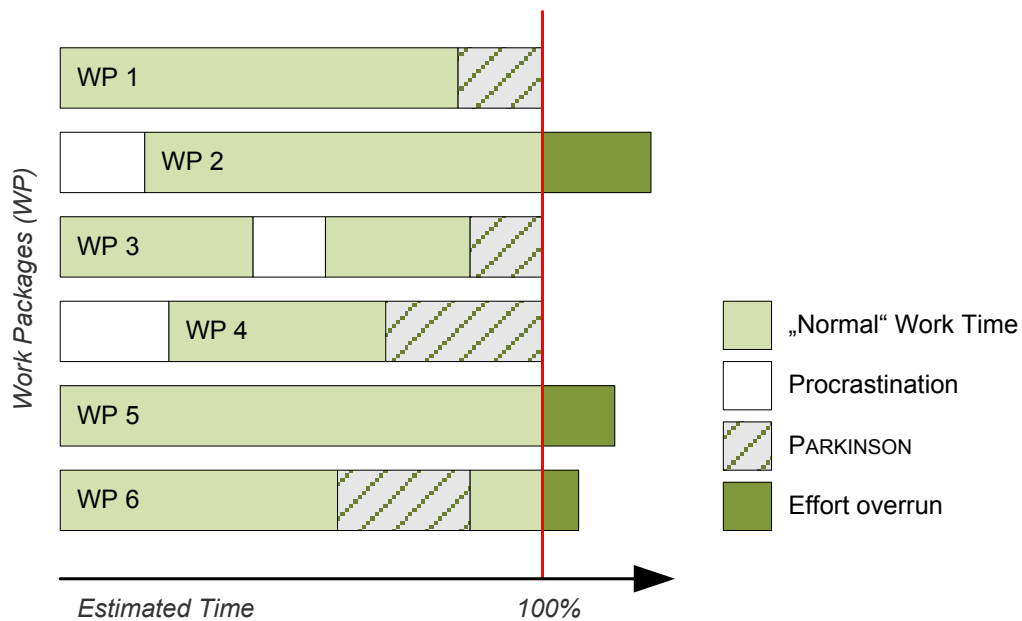 Work Packages (WP)
WP 1
WP 2
WP 3
WP 4
WP 5
WP 6
„Normal“ Work Time
Procrastination
PARKINSON
Effort overrun
Estimated Time
100%